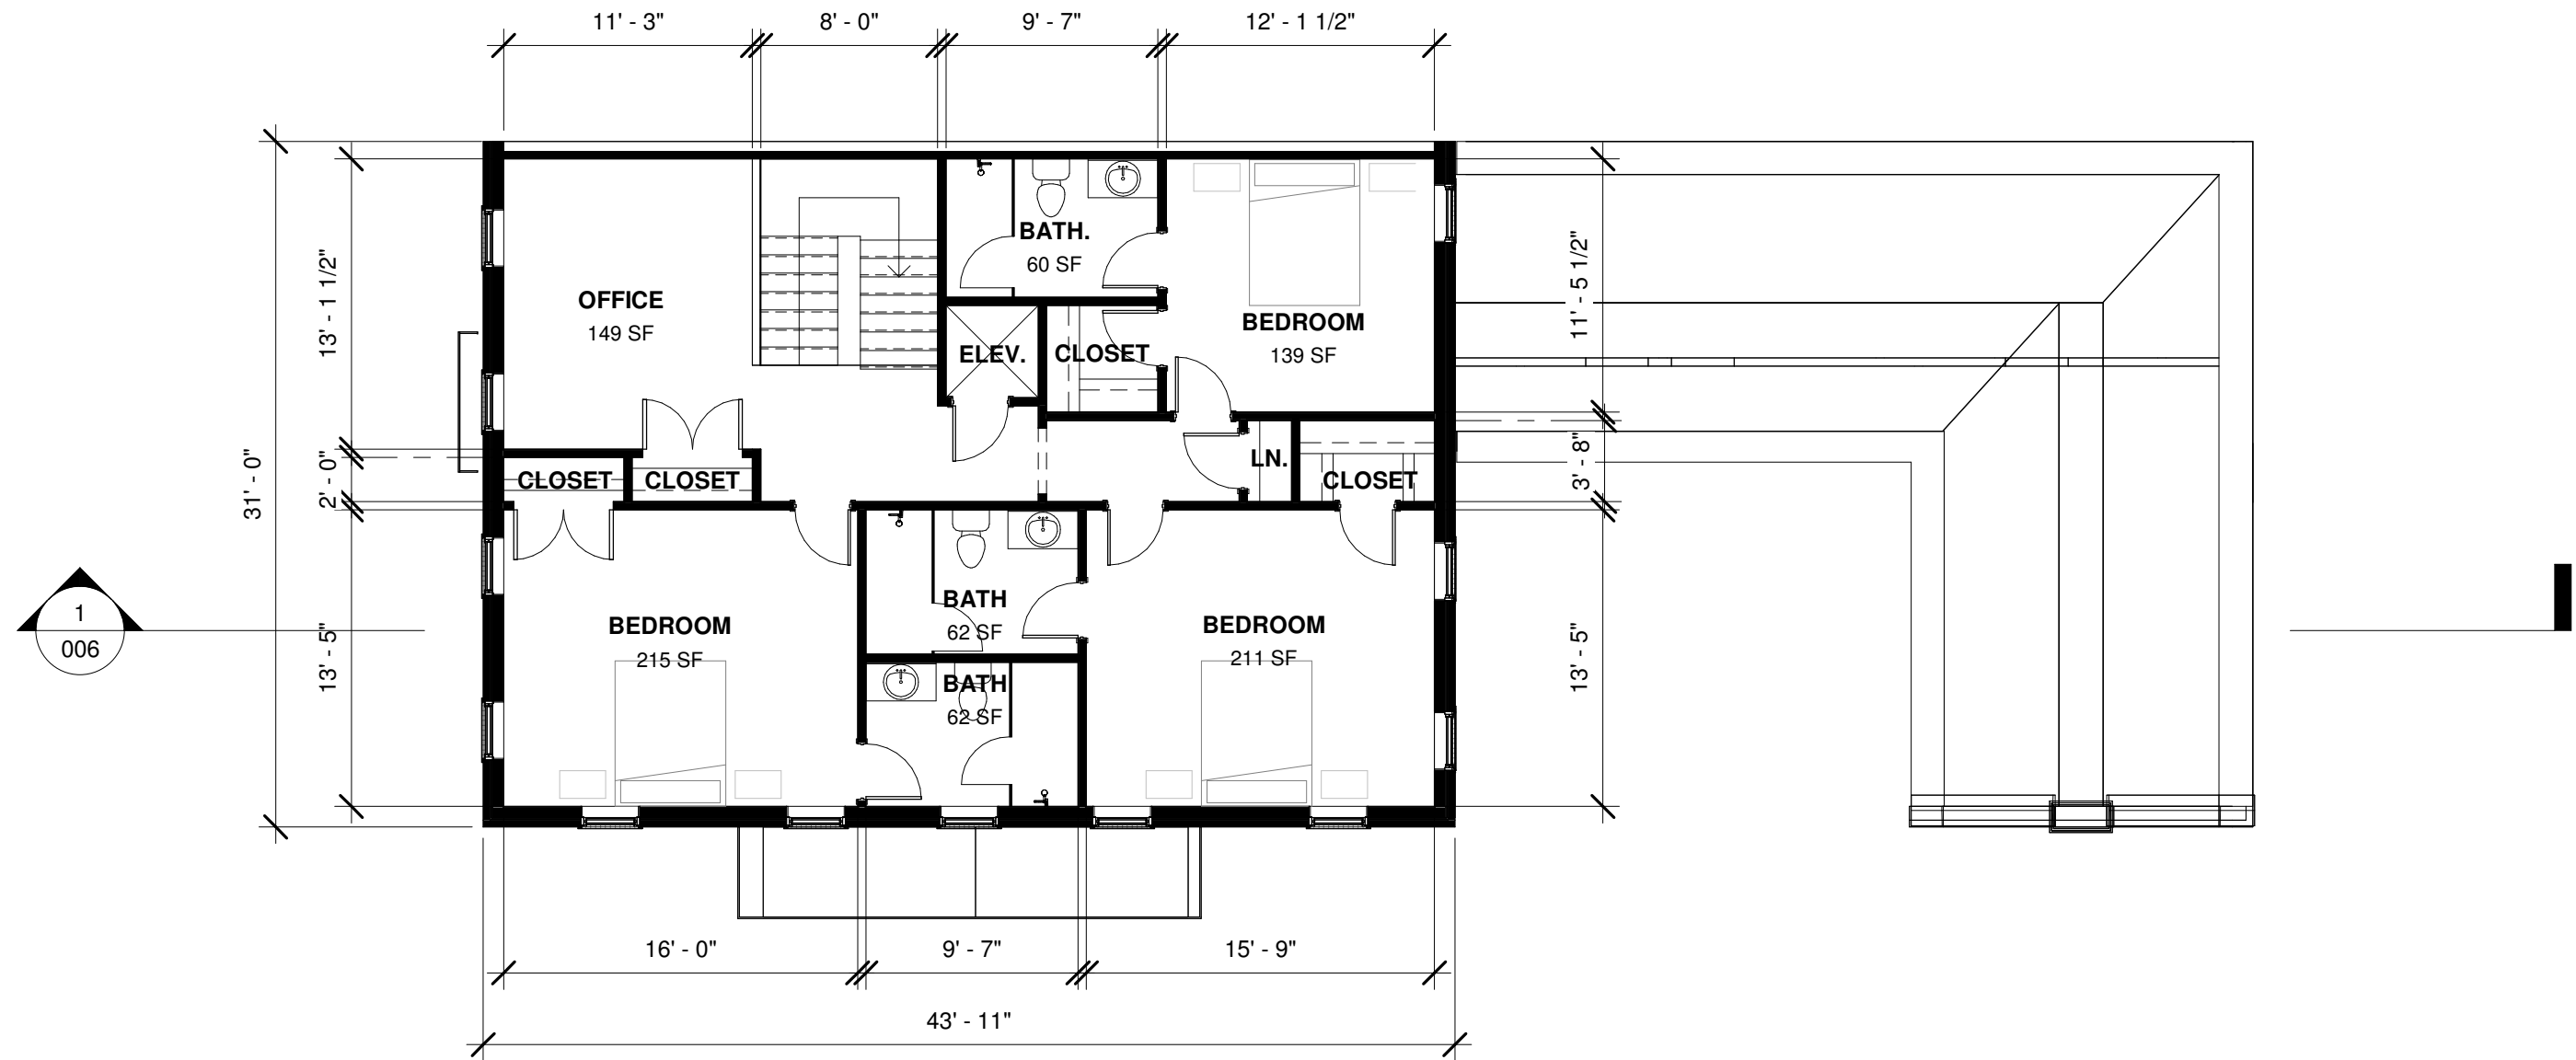 11' - 3"
8' - 0"
9' - 7"
12' - 1 1/2"
BATH.
60 SF
OFFICE
149 SF
13' - 1 1/2"
11' - 5 1/2"
BEDROOM
139 SF
ELEV.
CLOSET
31' - 0"
2' - 0"
CLOSET
CLOSET
LN.
CLOSET
3' - 8"
1
006
13' - 5"
BEDROOM
215 SF
BATH
62 SF
BATH
62 SF
BEDROOM
211 SF
13' - 5"
16' - 0"
9' - 7"
15' - 9"
43' - 11"